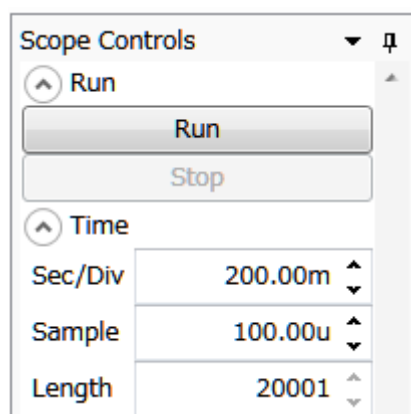 Scope Controls
Run
Run
Stop
Time
Sec/Div 200.00m
Sample 100.00u
Length 20001